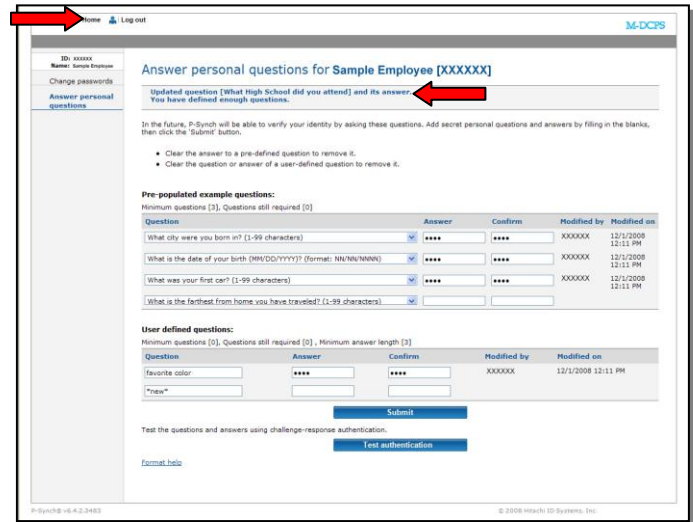 Home Log out
M-DCPS
ID: XXXXXX
Name: Sample Employee
Change passwords
Answer personal
questions
Answer personal questions for Sample Employee [XXXXXX]
Updated question [What High School did you attend] and its answer.
You have defined enough questions.
In the future, P-Synch will be able to verify your identity by asking these questions. Add secret personal questions and answers by filling in the blanks,
then click the 'Submit' button.
• Clear the answer to a pre-defined question to remove it.
• Clear the question or answer of a user-defined question to remove it.
Pre-populated example questions:
Minimum questions [3], Questions still required [0]
Question Answer Confirm Modified by Modified on
What city were you born in? (1-99 characters) •••• •••• XXXXXX 12/1/2008
12:11 PM
What is the date of your birth (MM/DD/YYYY)? (format: NN/NN/NNNN) •••• •••• XXXXXX 12/1/2008
12:11 PM
What was your first car? (1-99 characters) •••• •••• XXXXXX 12/1/2008
12:11 PM
What is the farthest from home you have traveled? (1-99 characters)
User defined questions:
Minimum questions [0], Questions still required [0] , Minimum answer length [3]
Question Answer Confirm Modified by Modified on
favorite color •••• •••• XXXXXX 12/1/2008 12:11 PM
*new*
Submit
Test the questions and answers using challenge-response authentication.
Test authentication
Format help
P-Synch® v6.4.2.3483 © 2008 Hitachi ID Systems, Inc.